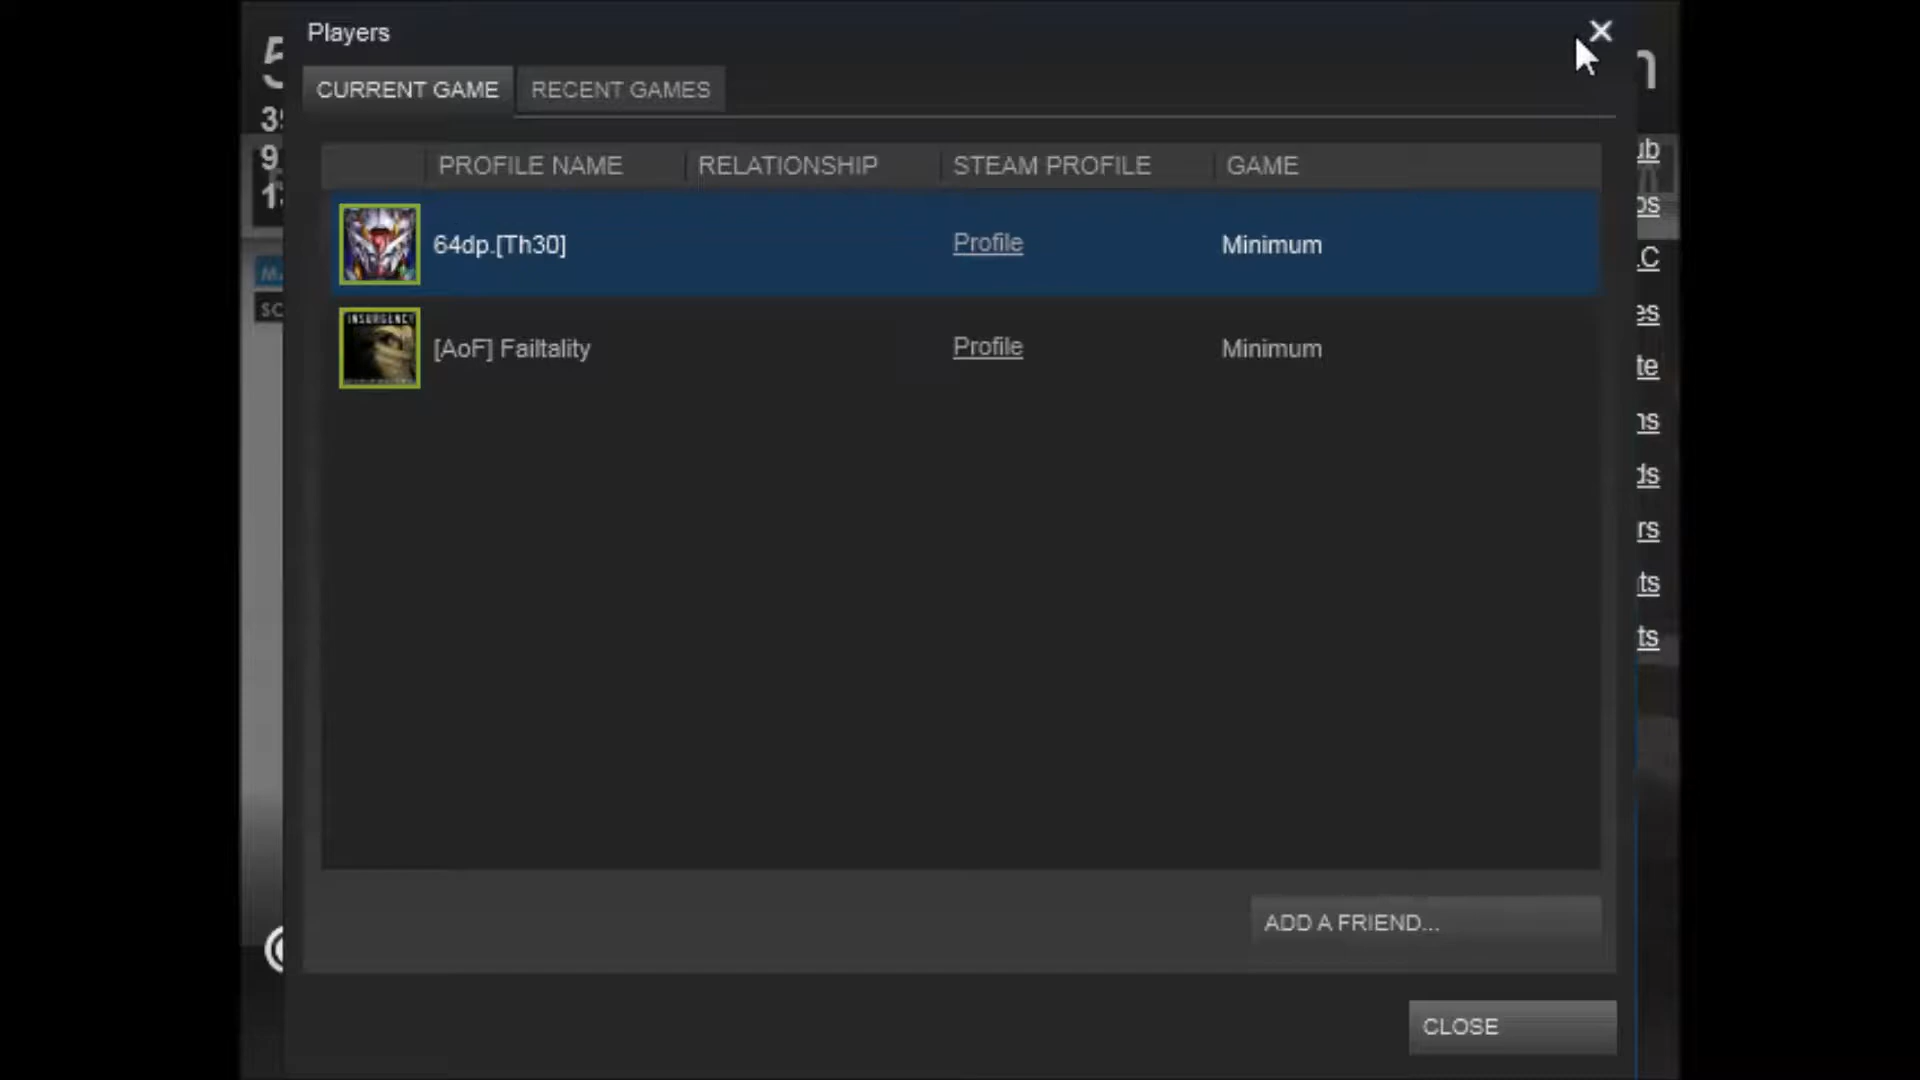 Players
CURRENT GAME RECENT GAMES
PROFILE NAME RELATIONSHIP STEAM PROFILE GAME
64dp.[Th30] Profile Minimum
INSURGENCY
[AoF] Failtality Profile Minimum
ADD A FRIEND...
CLOSE